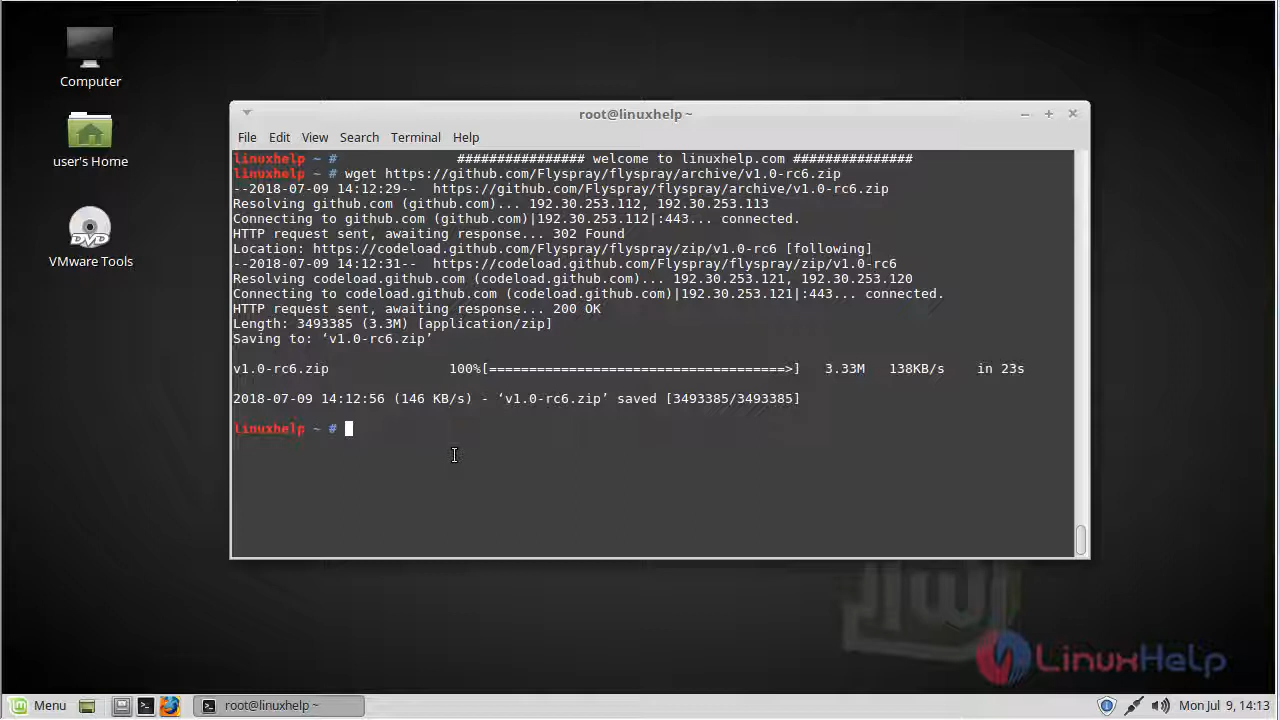 Computer
user's Home
DVD
VMware Tools
root@linuxhelp ~
File Edit View Search Terminal Help
linuxhelp ~ # ################ welcome to linuxhelp.com ###############
linuxhelp ~ # wget https://github.com/Flyspray/flyspray/archive/v1.0-rc6.zip
--2018-07-09 14:12:29-- https://github.com/Flyspray/flyspray/archive/v1.0-rc6.zip
Resolving github.com (github.com)... 192.30.253.112, 192.30.253.113
Connecting to github.com (github.com)|192.30.253.112|:443... connected.
HTTP request sent, awaiting response... 302 Found
Location: https://codeload.github.com/Flyspray/flyspray/zip/v1.0-rc6 [following]
--2018-07-09 14:12:31-- https://codeload.github.com/Flyspray/flyspray/zip/v1.0-rc6
Resolving codeload.github.com (codeload.github.com)... 192.30.253.121, 192.30.253.120
Connecting to codeload.github.com (codeload.github.com)|192.30.253.121|:443... connected.
HTTP request sent, awaiting response... 200 OK
Length: 3493385 (3.3M) [application/zip]
Saving to: ‘v1.0-rc6.zip’
v1.0-rc6.zip 100%[=====================================>] 3.33M 138KB/s in 23s
2018-07-09 14:12:56 (146 KB/s) - ‘v1.0-rc6.zip’ saved [3493385/3493385]
linuxhelp ~ #
LinuxHelp
Menu root@linuxhelp ~ Mon Jul 9, 14:13